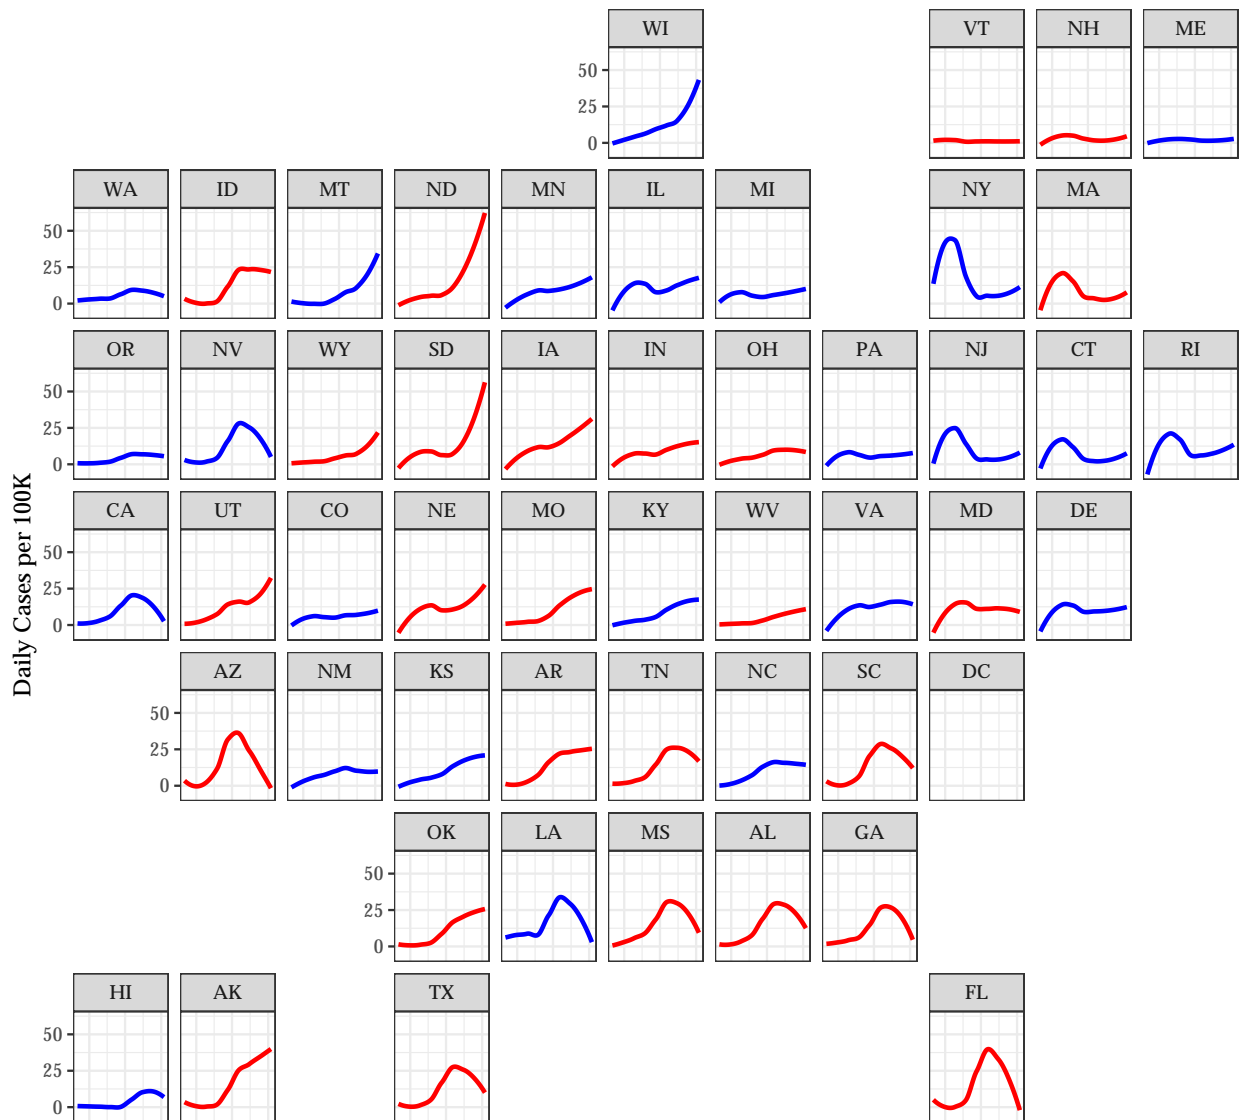 WI VT NH ME
50
25
0
WA ID MT ND MN IL MI NY MA
50
25
0
OR NV WY SD IA IN OH PA NJ CT RI
50
25
0
CA UT CO NE MO KY WV VA MD DE
50
25
0
Daily Cases per 100K
AZ NM KS AR TN NC SC DC
50
25
0
OK LA MS AL GA
50
25
0
HI AK TX FL
50
25
0